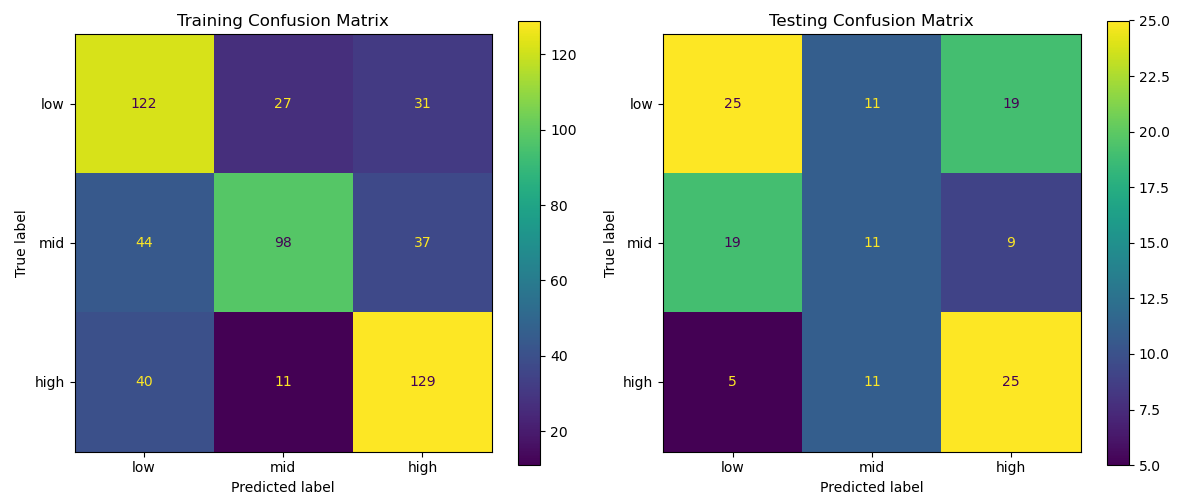 Training Confusion Matrix
low 122 27 31
mid 44 98 37
high 40 11 129
low mid high
Predicted label
True label
120
100
80
60
40
20
Testing Confusion Matrix
low 25 11 19
mid 19 11 9
high 5 11 25
low mid high
Predicted label
True label
25.0
22.5
20.0
17.5
15.0
12.5
10.0
7.5
5.0